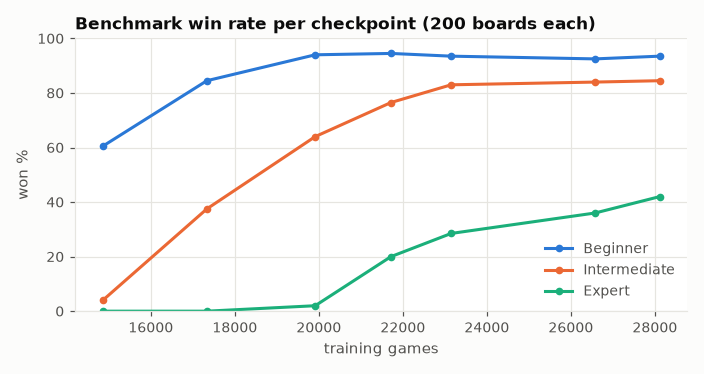 Benchmark win rate per checkpoint (200 boards each)
100
80
60
40
20
0
won %
16000 18000 20000 22000 24000 26000 28000
training games
Beginner
Intermediate
Expert